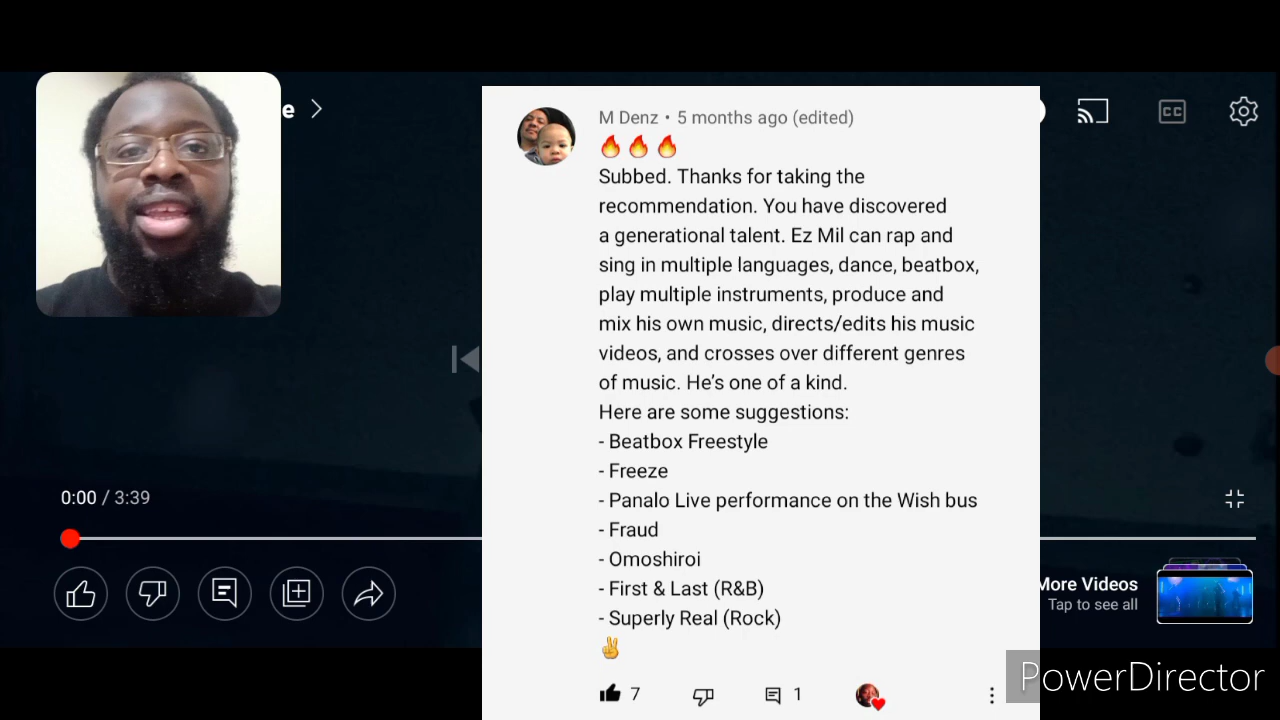 e
M Denz • 5 months ago (edited)
🔥🔥🔥
Subbed. Thanks for taking the
recommendation. You have discovered
a generational talent. Ez Mil can rap and
sing in multiple languages, dance, beatbox,
play multiple instruments, produce and
mix his own music, directs/edits his music
videos, and crosses over different genres
of music. He's one of a kind.
Here are some suggestions:
- Beatbox Freestyle
- Freeze
- Panalo Live performance on the Wish bus
- Fraud
- Omoshiroi
- First & Last (R&B)
- Superly Real (Rock)
✌
7
1
CC
0:00 / 3:39
More Videos
Tap to see all
PowerDirector